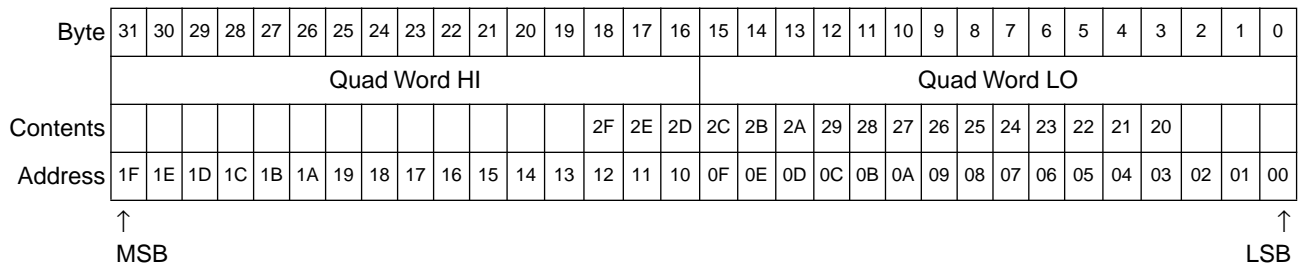 Byte 31 30 29 28 27 26 25 24 23 22 21 20 19 18 17 16 15 14 13 12 11 10 9 8 7 6 5 4 3 2 1 0
Quad Word HI Quad Word LO
Contents 2F 2E 2D 2C 2B 2A 29 28 27 26 25 24 23 22 21 20
Address 1F 1E 1D 1C 1B 1A 19 18 17 16 15 14 13 12 11 10 0F 0E 0D 0C 0B 0A 09 08 07 06 05 04 03 02 01 00
↑ ↑
MSB LSB